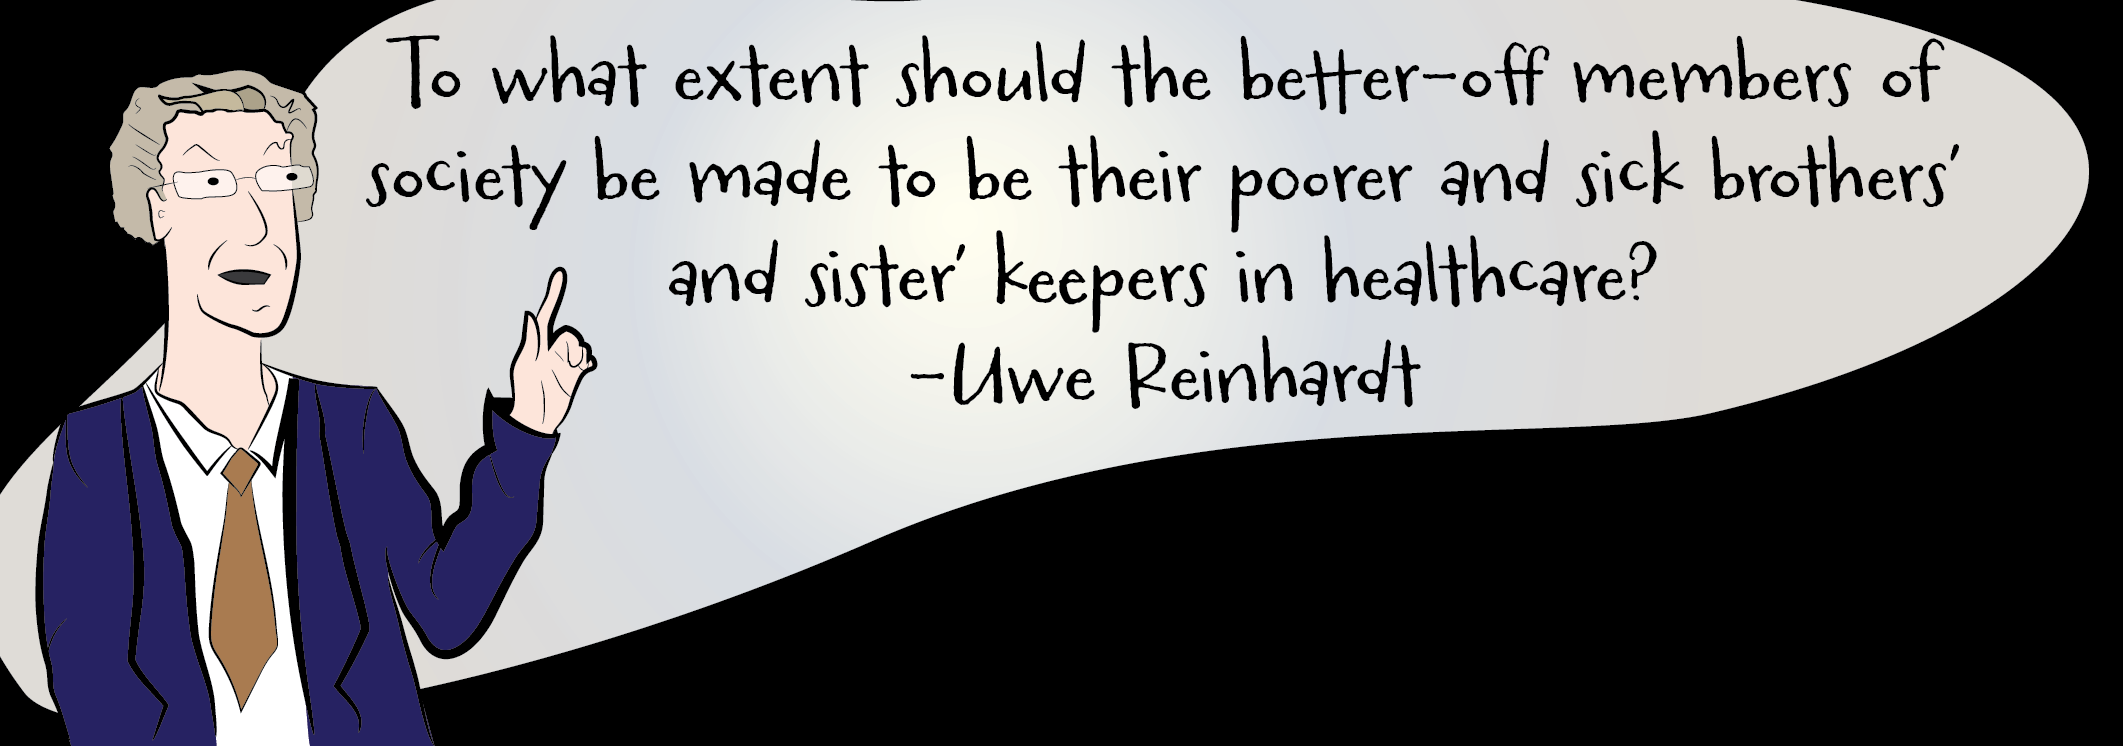 To what extent should the better-off members of
society be made to be their poorer and sick brothers'
and sister' keepers in healthcare?
-Uwe Reinhardt